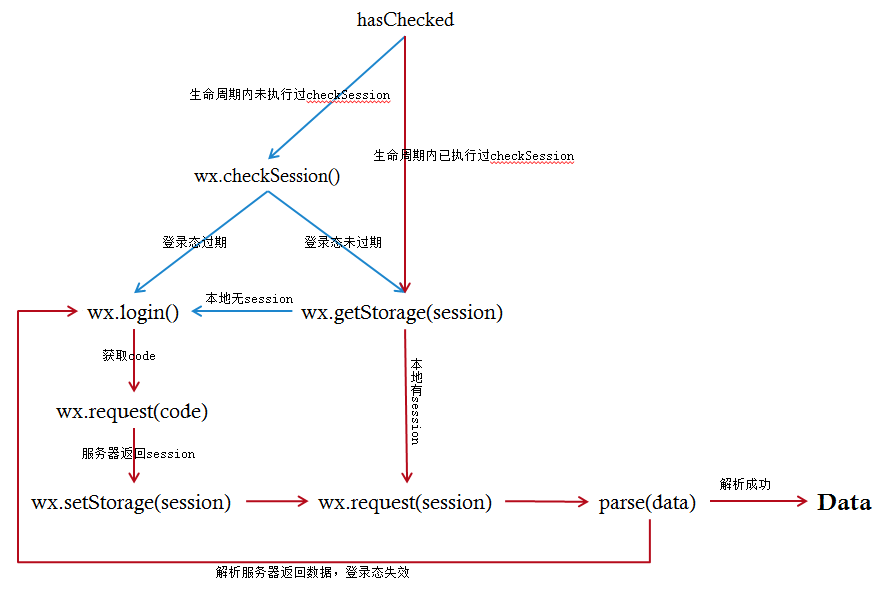 hasChecked
生命周期内未执行过checkSession
生命周期内已执行过checkSession
wx.checkSession()
登录态过期
登录态未过期
本地无session
wx.login()
wx.getStorage(session)
获取code
本地有session
wx.request(code)
服务器返回session
wx.setStorage(session)
wx.request(session)
parse(data)
解析成功
Data
解析服务器返回数据，登录态失效